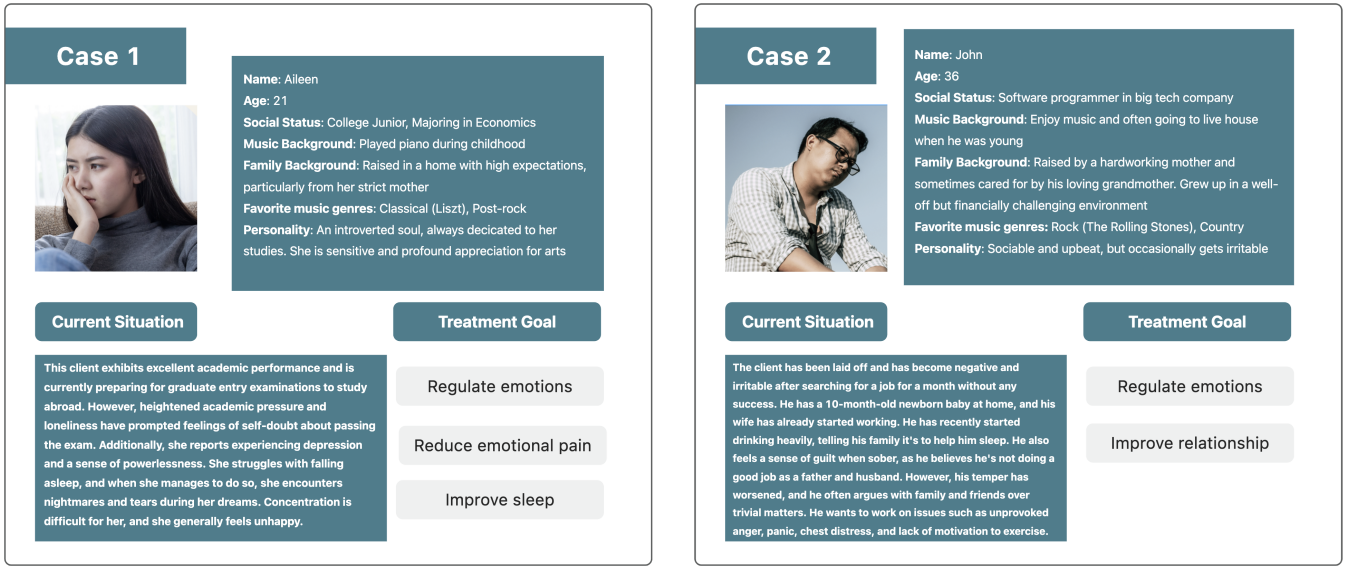 Case 1
Name: Aileen
Age: 21
Social Status: College Junior, Majoring in Economics
Music Background: Played piano during childhood
Family Background: Raised in a home with high expectations,
particularly from her strict mother
Favorite music genres: Classical (Liszt), Post-rock
Personality: An introverted soul, always decicated to her
studies. She is sensitive and profound appreciation for arts
Current Situation
This client exhibits excellent academic performance and is
currently preparing for graduate entry examinations to study
abroad. However, heightened academic pressure and
loneliness have prompted feelings of self-doubt about passing
the exam. Additionally, she reports experiencing depression
and a sense of powerlessness. She struggles with falling
asleep, and when she manages to do so, she encounters
nightmares and tears during her dreams. Concentration is
difficult for her, and she generally feels unhappy.
Treatment Goal
Regulate emotions
Reduce emotional pain
Improve sleep
Case 2
Name: John
Age: 36
Social Status: Software programmer in big tech company
Music Background: Enjoy music and often going to live house
when he was young
Family Background: Raised by a hardworking mother and
sometimes cared for by his loving grandmother. Grew up in a well-
off but financially challenging environment
Favorite music genres: Rock (The Rolling Stones), Country
Personality: Sociable and upbeat, but occasionally gets irritable
Current Situation
The client has been laid off and has become negative and
irritable after searching for a job for a month without any
success. He has a 10-month-old newborn baby at home, and his
wife has already started working. He has recently started
drinking heavily, telling his family it's to help him sleep. He also
feels a sense of guilt when sober, as he believes he's not doing a
good job as a father and husband. However, his temper has
worsened, and he often argues with family and friends over
trivial matters. He wants to work on issues such as unprovoked
anger, panic, chest distress, and lack of motivation to exercise.
Treatment Goal
Regulate emotions
Improve relationship